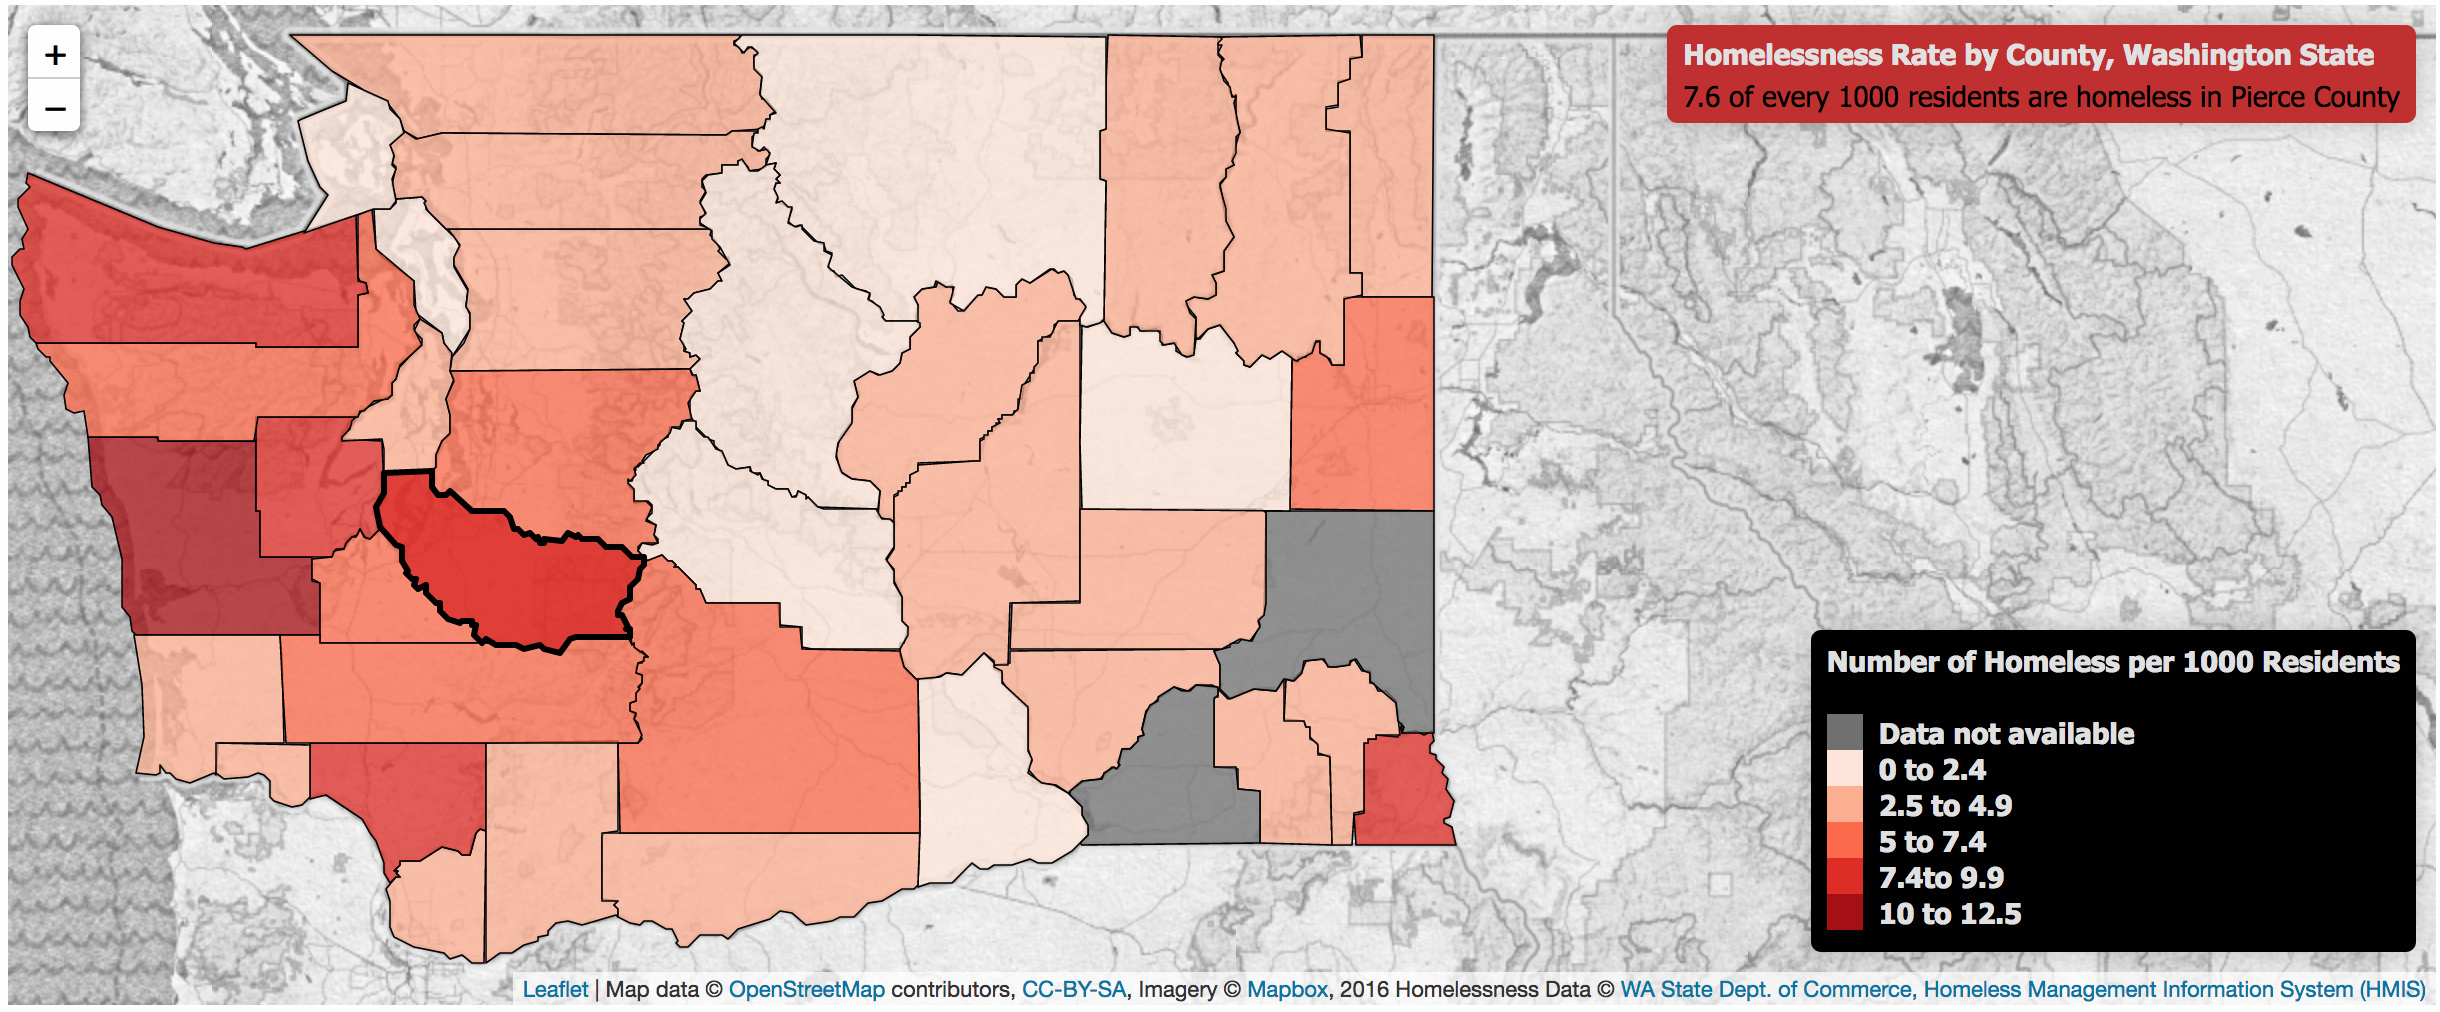 +
−
Homelessness Rate by County, Washington State
7.6 of every 1000 residents are homeless in Pierce County
Number of Homeless per 1000 Residents
Data not available
0 to 2.4
2.5 to 4.9
5 to 7.4
7.4to 9.9
10 to 12.5
Leaflet | Map data © OpenStreetMap contributors, CC-BY-SA, Imagery © Mapbox, 2016 Homelessness Data © WA State Dept. of Commerce, Homeless Management Information System (HMIS)